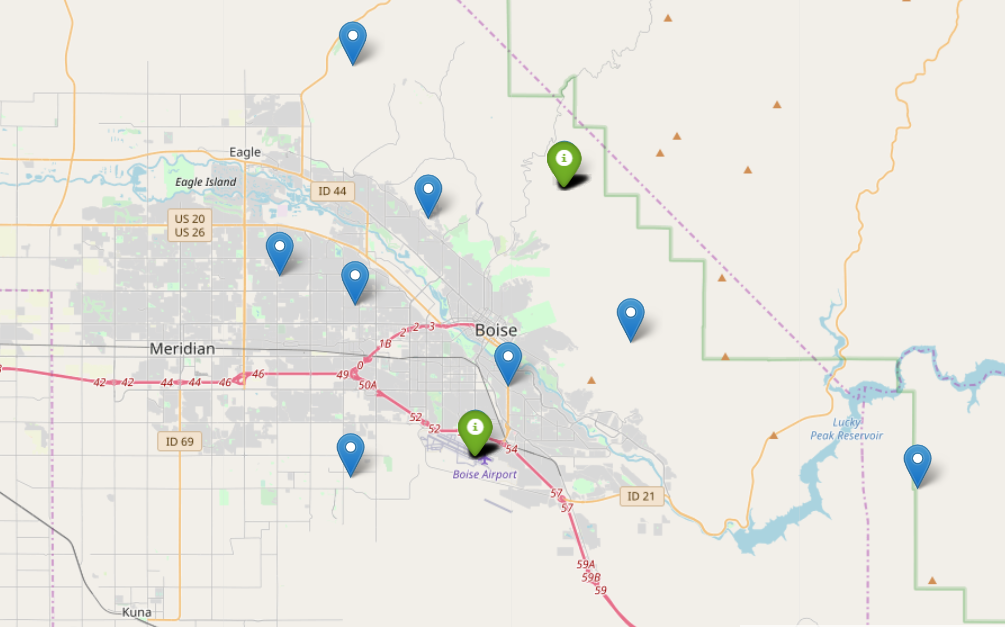 Eagle
Eagle Island
ID 44
US 20
US 26
Boise
2
2
3
1B
Meridian
0
42
42
44
44
46
46
49
50A
52
52
54
ID 69
Boise Airport
Lucky
Peak Reservoir
57
57
ID 21
59A
59B
59
Kuna